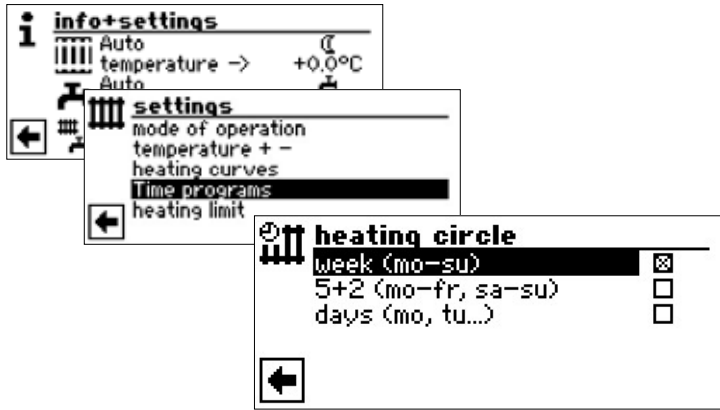 info+settings
Auto
temperature -> +0,0°C
Auto
settings
mode of operation
temperature + -
heating curves
Time programs
heating limit
heating circle
week (mo-su)
5+2 (mo-fr, sa-su)
days (mo, tu...)